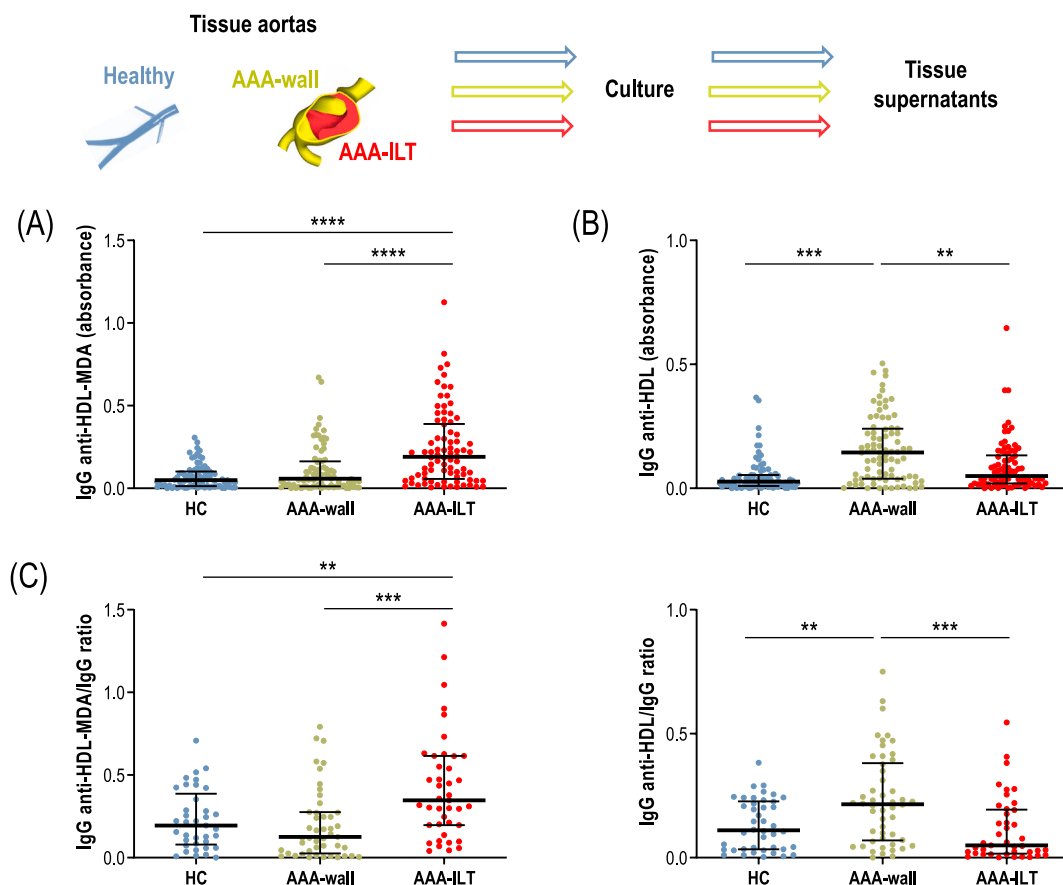 Tissue aortas
Healthy
AAA-wall
AAA-ILT
Culture
Tissue
supernatants
(A)
IgG anti-HDL-MDA (absorbance)
1.5
1.0
0.5
0.0
****
****
HC
AAA-wall
AAA-ILT
(B)
IgG anti-HDL (absorbance)
1.0
0.5
0.0
***
**
HC
AAA-wall
AAA-ILT
(C)
IgG anti-HDL-MDA/IgG ratio
1.5
1.0
0.5
0.0
**
***
HC
AAA-wall
AAA-ILT
IgG anti-HDL/IgG ratio
1.0
0.5
0.0
**
***
HC
AAA-wall
AAA-ILT